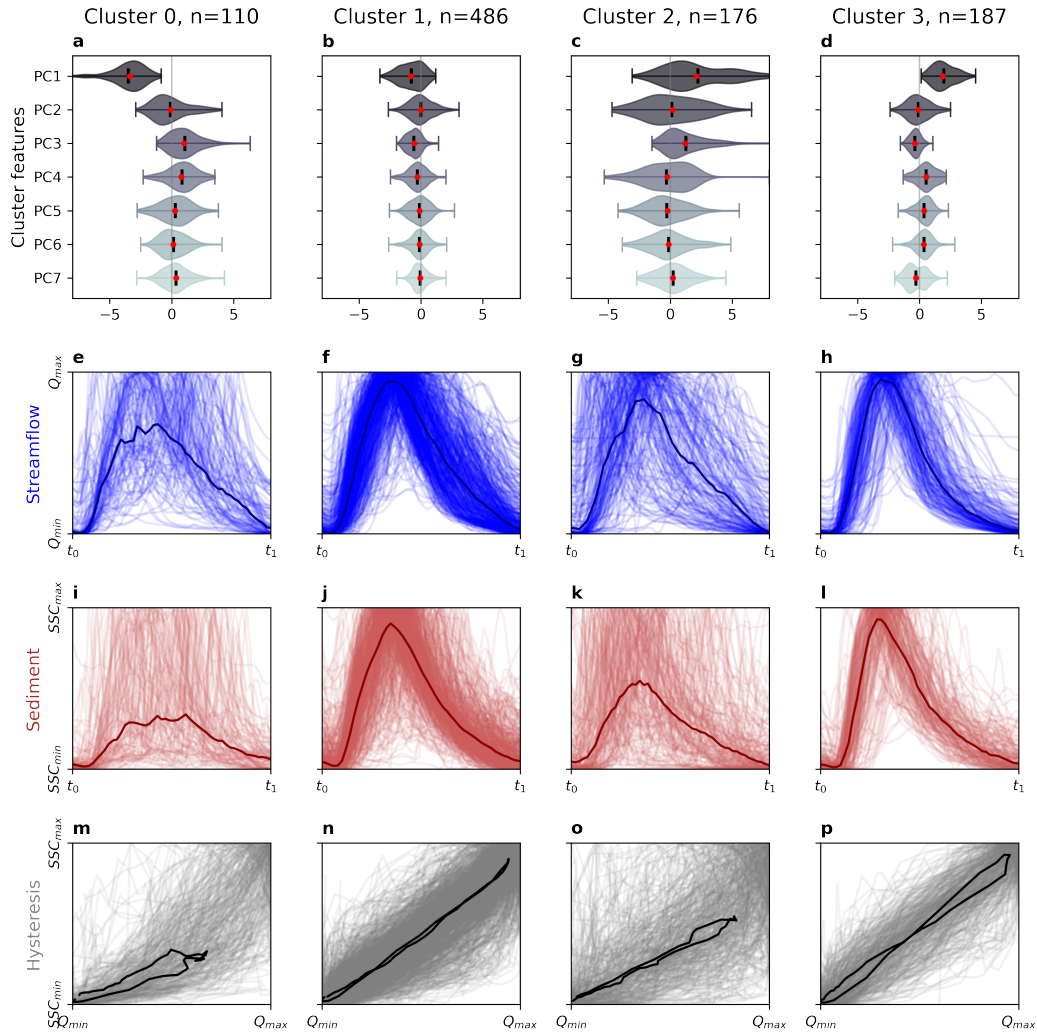 Cluster 0, n=110 Cluster 1, n=486 Cluster 2, n=176 Cluster 3, n=187
a b c d
Cluster features
PC1
PC2
PC3
PC4
PC5
PC6
PC7
−5 0 5 −5 0 5 −5 0 5 −5 0 5
e f g h
Streamflow
Qmax
Qmin
t0 t1 t0 t1 t0 t1 t0 t1
i j k l
Sediment
SSCmax
SSCmin
t0 t1 t0 t1 t0 t1 t0 t1
m n o p
Hysteresis
SSCmax
SSCmin
Qmin Qmax Qmin Qmax Qmin Qmax Qmin Qmax